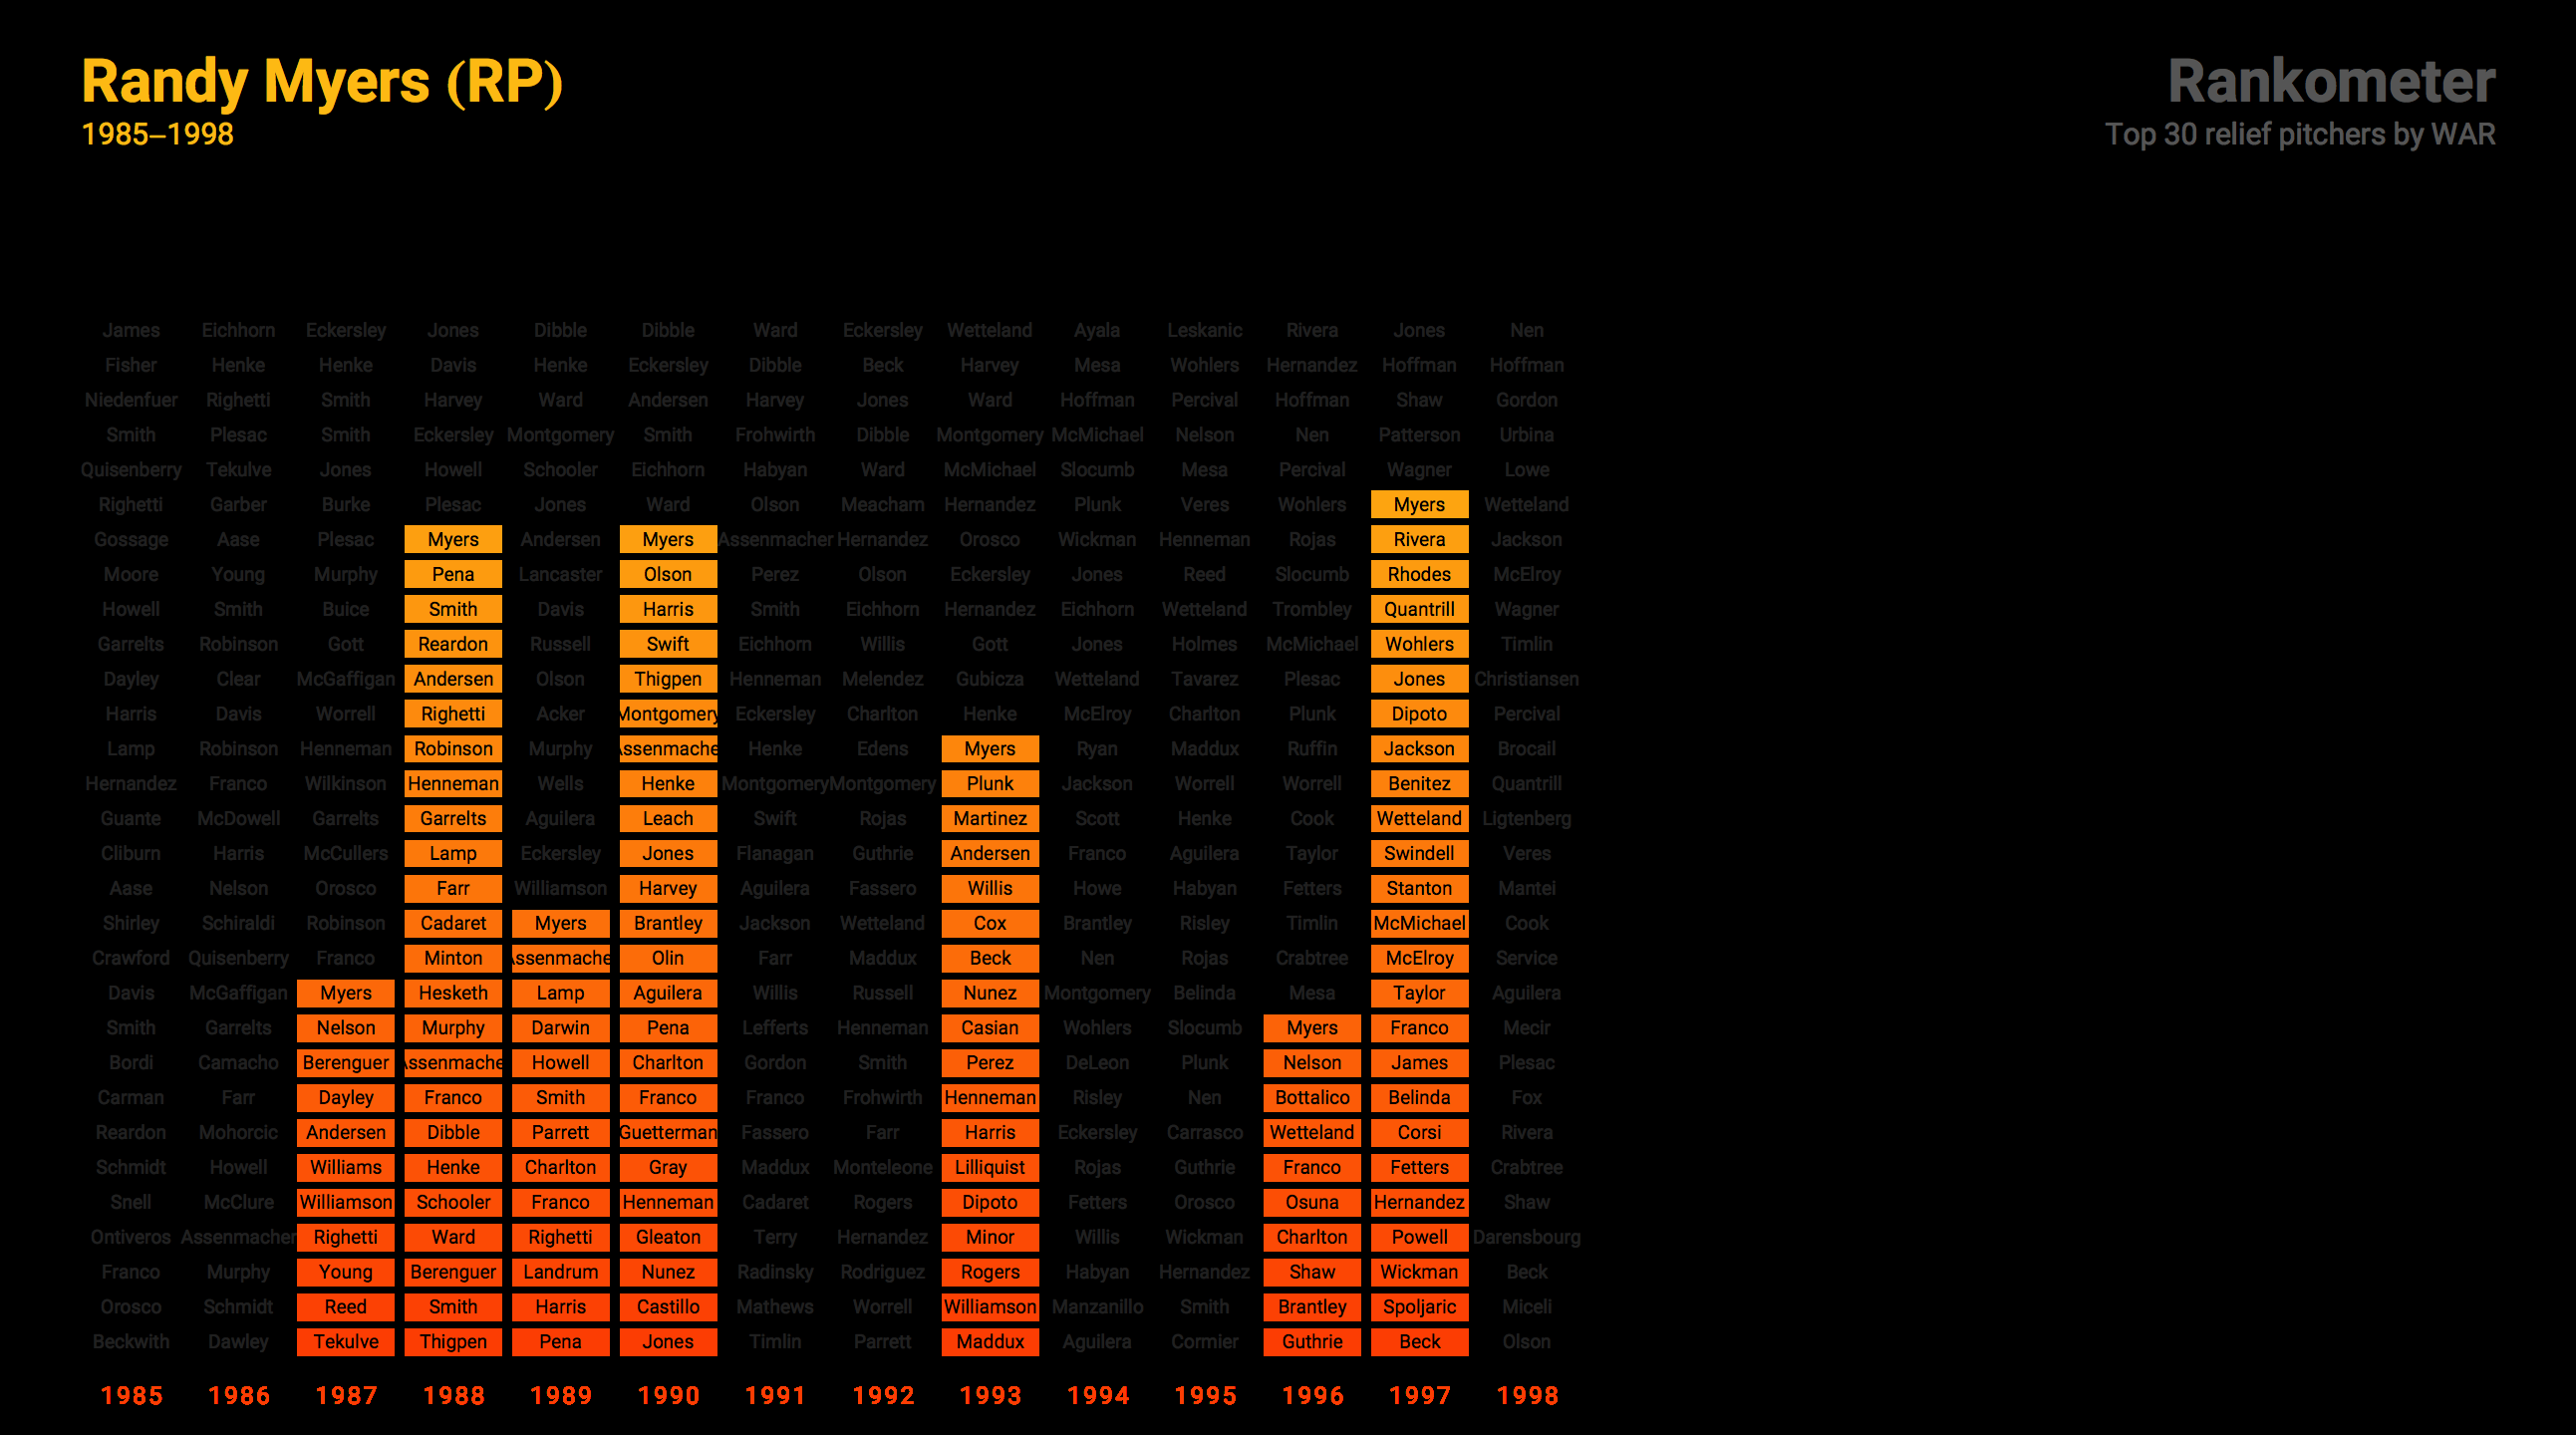 Randy Myers (RP)
1985–1998
Rankometer
Top 30 relief pitchers by WAR
James Eichhorn Eckersley Jones Dibble Dibble Ward Eckersley Wetteland Ayala Leskanic Rivera Jones Nen
Fisher Henke Henke Davis Henke Eckersley Dibble Beck Harvey Mesa Wohlers Hernandez Hoffman Hoffman
Niedenfuer Righetti Smith Harvey Ward Andersen Harvey Jones Ward Hoffman Percival Hoffman Shaw Gordon
Smith Plesac Smith Eckersley Montgomery Smith Frohwirth Dibble Montgomery McMichael Nelson Nen Patterson Urbina
Quisenberry Tekulve Jones Howell Schooler Eichhorn Habyan Ward McMichael Slocumb Mesa Percival Wagner Lowe
Righetti Garber Burke Plesac Jones Ward Olson Meacham Hernandez Plunk Veres Wohlers Myers Wetteland
Gossage Aase Plesac Myers Andersen Myers Assenmacher Hernandez Orosco Wickman Henneman Rojas Rivera Jackson
Moore Young Murphy Pena Lancaster Olson Perez Olson Eckersley Jones Reed Slocumb Rhodes McElroy
Howell Smith Buice Smith Davis Harris Smith Eichhorn Hernandez Eichhorn Wetteland Trombley Quantrill Wagner
Garrelts Robinson Gott Reardon Russell Swift Eichhorn Willis Gott Jones Holmes McMichael Wohlers Timlin
Dayley Clear McGaffigan Andersen Olson Thigpen Henneman Melendez Gubicza Wetteland Tavarez Plesac Jones Christiansen
Harris Davis Worrell Righetti Acker Montgomery Eckersley Charlton Henke McElroy Charlton Plunk Dipoto Percival
Lamp Robinson Henneman Robinson Murphy Assenmache Henke Edens Myers Ryan Maddux Ruffin Jackson Brocail
Hernandez Franco Wilkinson Henneman Wells Henke Montgomery Montgomery Plunk Jackson Worrell Worrell Benitez Quantrill
Guante McDowell Garrelts Garrelts Aguilera Leach Swift Rojas Martinez Scott Henke Cook Wetteland Ligtenberg
Cliburn Harris McCullers Lamp Eckersley Jones Flanagan Guthrie Andersen Franco Aguilera Taylor Swindell Veres
Aase Nelson Orosco Farr Williamson Harvey Aguilera Fassero Willis Howe Habyan Fetters Stanton Mantei
Shirley Schiraldi Robinson Cadaret Myers Brantley Jackson Wetteland Cox Brantley Risley Timlin McMichael Cook
Crawford Quisenberry Franco Minton Assenmache Olin Farr Maddux Beck Nen Rojas Crabtree McElroy Service
Davis McGaffigan Myers Hesketh Lamp Aguilera Willis Russell Nunez Montgomery Belinda Mesa Taylor Aguilera
Smith Garrelts Nelson Murphy Darwin Pena Lefferts Henneman Casian Wohlers Slocumb Myers Franco Mecir
Bordi Camacho Berenguer Assenmache Howell Charlton Gordon Smith Perez DeLeon Plunk Nelson James Plesac
Carman Farr Dayley Franco Smith Franco Franco Frohwirth Henneman Risley Nen Bottalico Belinda Fox
Reardon Mohorcic Andersen Dibble Parrett Guetterman Fassero Farr Harris Eckersley Carrasco Wetteland Corsi Rivera
Schmidt Howell Williams Henke Charlton Gray Maddux Monteleone Lilliquist Rojas Guthrie Franco Fetters Crabtree
Snell McClure Williamson Schooler Franco Henneman Cadaret Rogers Dipoto Fetters Orosco Osuna Hernandez Shaw
Ontiveros Assenmacher Righetti Ward Righetti Gleaton Terry Hernandez Minor Willis Wickman Charlton Powell Darensbourg
Franco Murphy Young Berenguer Landrum Nunez Radinsky Rodriguez Rogers Habyan Hernandez Shaw Wickman Beck
Orosco Schmidt Reed Smith Harris Castillo Mathews Worrell Williamson Manzanillo Smith Brantley Spoljaric Miceli
Beckwith Dawley Tekulve Thigpen Pena Jones Timlin Parrett Maddux Aguilera Cormier Guthrie Beck Olson
1985 1986 1987 1988 1989 1990 1991 1992 1993 1994 1995 1996 1997 1998